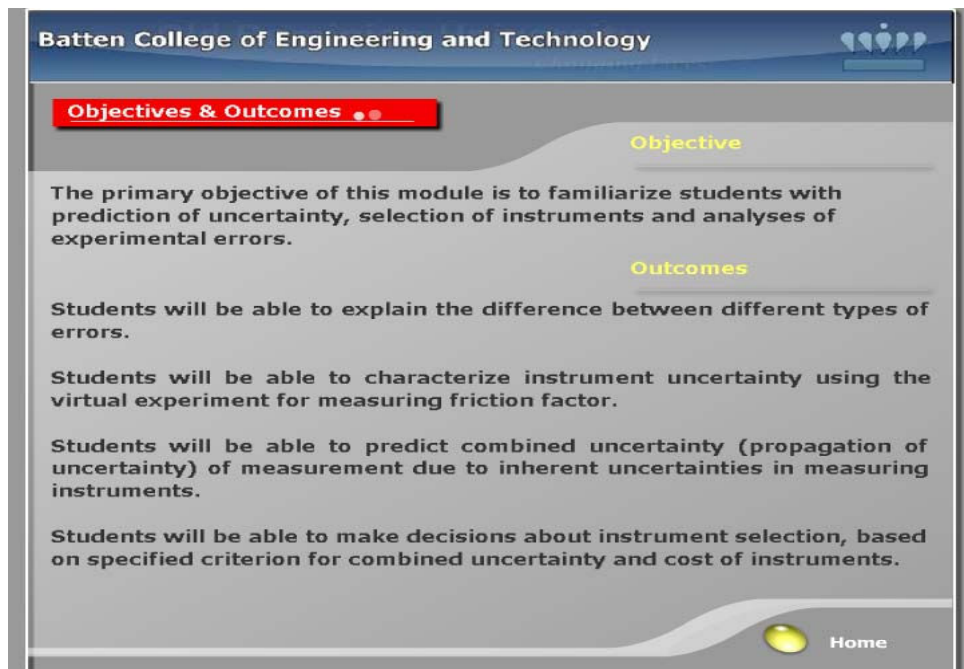 Batten College of Engineering and Technology
Objectives & Outcomes
Objective
The primary objective of this module is to familiarize students with
prediction of uncertainty, selection of instruments and analyses of
experimental errors.
Outcomes
Students will be able to explain the difference between different types of
errors.
Students will be able to characterize instrument uncertainty using the
virtual experiment for measuring friction factor.
Students will be able to predict combined uncertainty (propagation of
uncertainty) of measurement due to inherent uncertainties in measuring
instruments.
Students will be able to make decisions about instrument selection, based
on specified criterion for combined uncertainty and cost of instruments.
Home